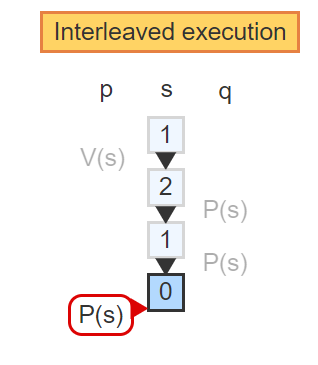 Interleaved execution
p s q
1
V(s)
2
P(s)
1
P(s)
0
P(s)